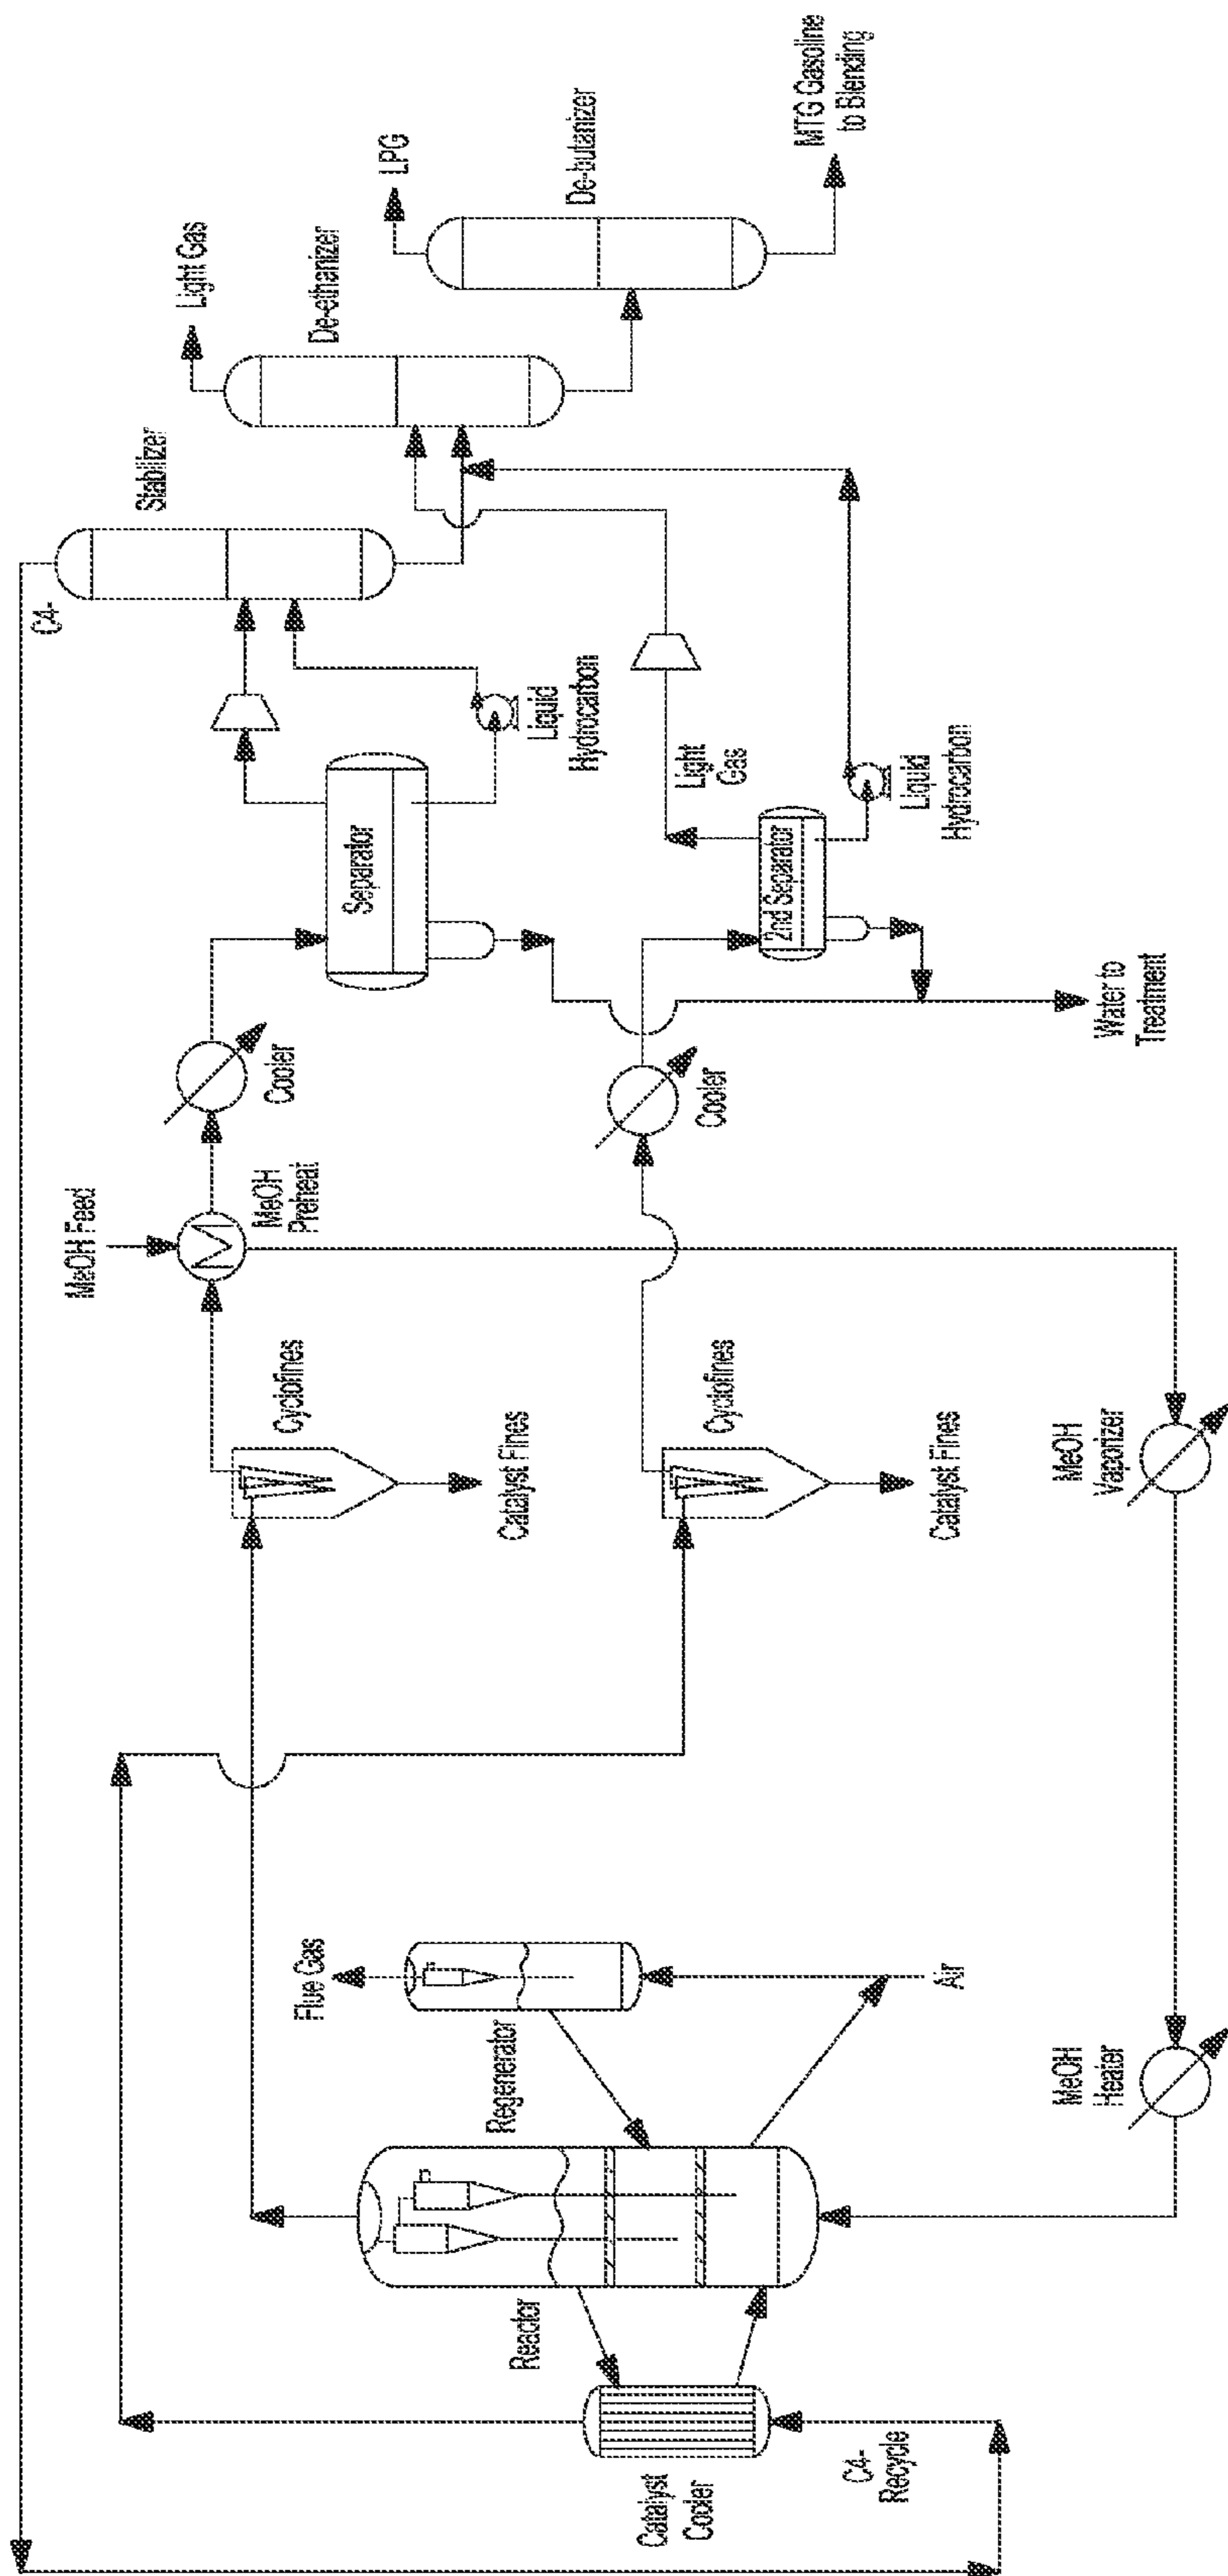 C4-
Stabilizer
Light Gas
De-ethanizer
LPG
De-butanizer
MTG Gasoline
to Blending
MeOH Feed
MeOH
Preheat
Cooler
Separator
Liquid
Hydrocarbon
Light
Gas
Cooler
2nd Separator
Liquid
Hydrocarbon
Water to
Treatment
Cyclofines
Catalyst Fines
Cyclofines
Catalyst Fines
MeOH
Vaporizer
Flue Gas
Regenerator
Air
MeOH
Heater
Reactor
Catalyst
Cooler
C4-
Recycle